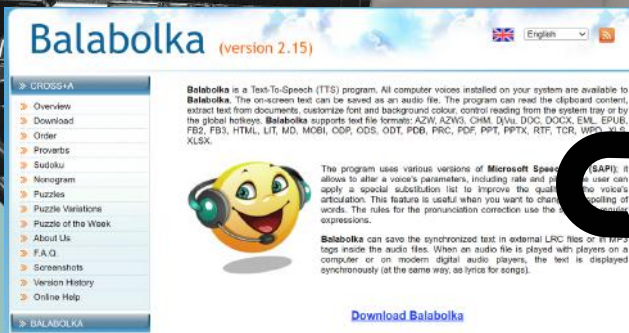 Balabolka (version 2.15)
English
CROSS+A
Overview
Download
Order
Proverbs
Sudoku
Nonogram
Puzzles
Puzzle Variations
Puzzle of the Week
About Us
F.A.Q.
Screenshots
Version History
Online Help
BALABOLKA
Balabolka is a Text-To-Speech (TTS) program. All computer voices installed on your system are available to
Balabolka. The on-screen text can be saved as an audio file. The program can read the clipboard content,
extract text from documents, customize font and background colour, control reading from the system tray or by
the global hotkeys. Balabolka supports text file formats: AZW, AZW3, CHM, DjVu, DOC, DOCX, EML, EPUB,
FB2, FB3, HTML, LIT, MD, MOBI, ODP, ODS, ODT, PDB, PRC, PDF, PPT, PPTX, RTF, TCR, WPD, XLS,
XLSX.
The program uses various versions of Microsoft (SAPI); it
allows to alter a voice's parameters, including rate and user can
apply a special substitution list to improve the voice's
articulation. This feature is useful when you want to spelling of
words. The rules for the pronunciation correction use the
expressions.
Balabolka can save the synchronized text in external LRC files or in MP3
tags inside the audio files. When an audio file is played with players on a
computer or on modern digital audio players, the text is displayed
synchronously (at the same way, as lyrics for songs).
Download Balabolka